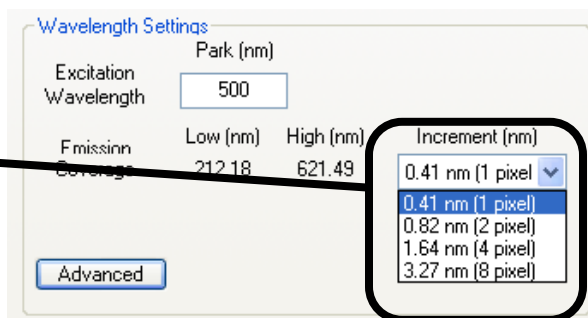 Wavelength Settings
Park (nm)
Excitation
Wavelength
500
Emission
Coverage
Low (nm)
212.18
High (nm)
621.49
Increment (nm)
0.41 nm (1 pixel
0.41 nm (1 pixel)
0.82 nm (2 pixel)
1.64 nm (4 pixel)
3.27 nm (8 pixel)
Advanced